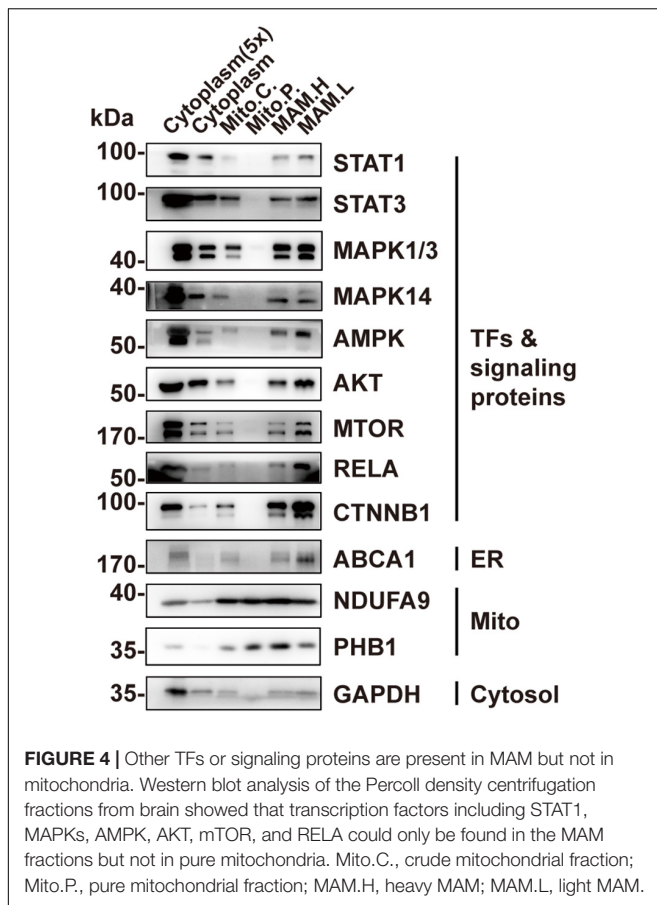 kDa
Cytoplasm(5x)
Cytoplasm
Mito.C.
Mito.P.
MAM.H
MAM.L
100- STAT1
100- STAT3
40- MAPK1/3
40- MAPK14
50- AMPK
50- AKT
170- MTOR
50- RELA
100- CTNNB1
TFs &
signaling
proteins
170- ABCA1 ER
40- NDUFA9
35- PHB1
Mito
35- GAPDH Cytosol
FIGURE 4 | Other TFs or signaling proteins are present in MAM but not in
mitochondria. Western blot analysis of the Percoll density centrifugation
fractions from brain showed that transcription factors including STAT1,
MAPKs, AMPK, AKT, mTOR, and RELA could only be found in the MAM
fractions but not in pure mitochondria. Mito.C., crude mitochondrial fraction;
Mito.P., pure mitochondrial fraction; MAM.H, heavy MAM; MAM.L, light MAM.